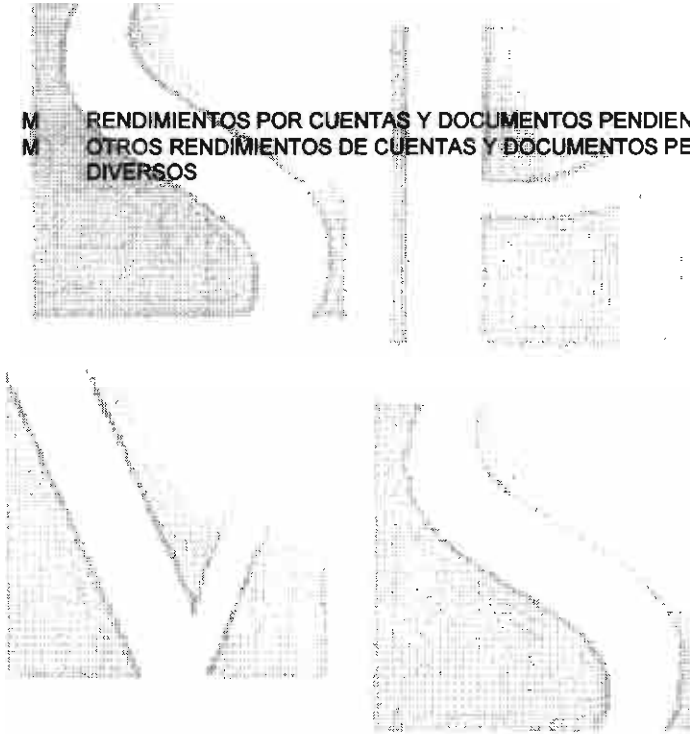 M RENDIMIENTOS POR CUENTAS Y DOCUMENTOS PENDIEN
M OTROS RENDIMIENTOS DE CUENTAS Y DOCUMENTOS PE
DIVERSOS